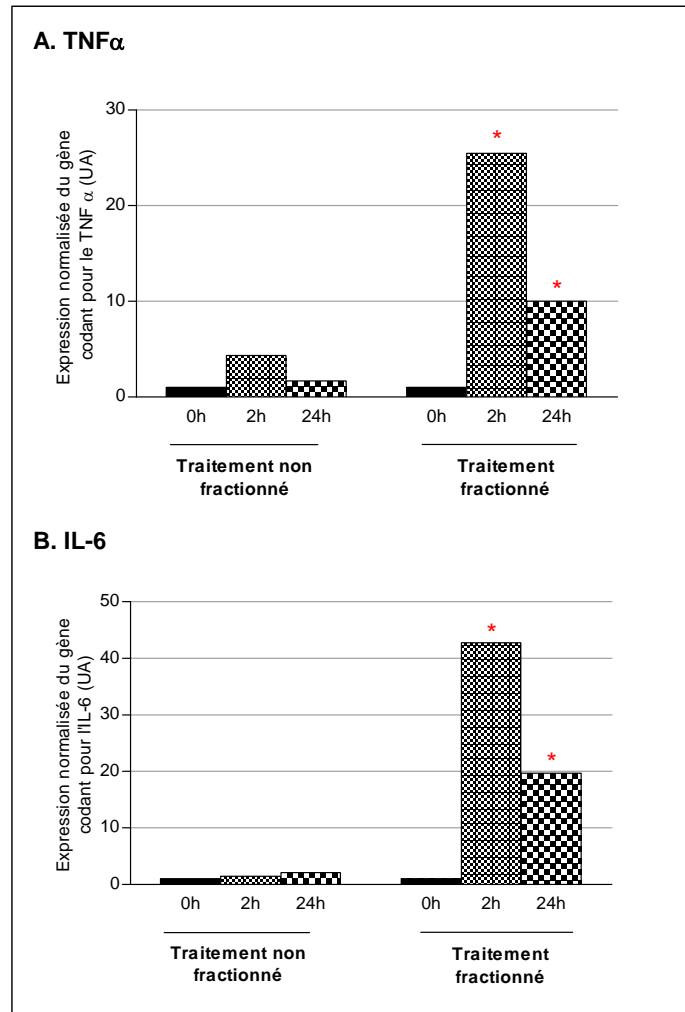 A. TNFα
Expression normalisée du gène
codant pour le TNF α (UA)
30
20
10
0
*
*
0h 2h 24h 0h 2h 24h
Traitement non
fractionné
Traitement
fractionné
B. IL-6
Expression normalisée du gène
codant pour l'IL-6 (UA)
50
40
30
20
10
0
*
*
0h 2h 24h 0h 2h 24h
Traitement non
fractionné
Traitement
fractionné